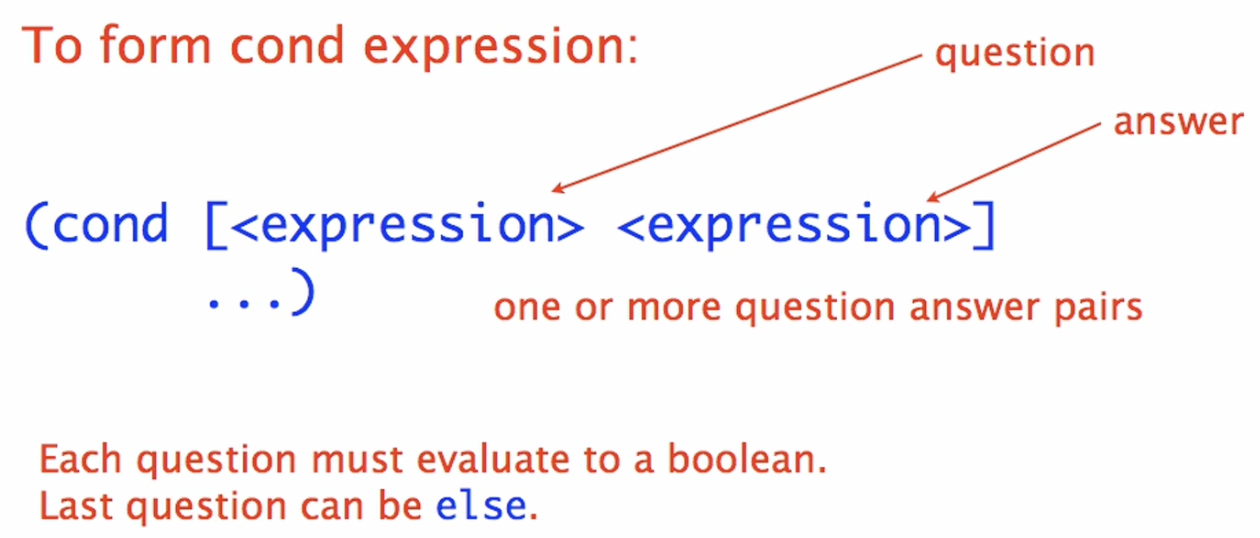 To form cond expression:
question
answer
(cond [<expression> <expression>]
...)
one or more question answer pairs
Each question must evaluate to a boolean.
Last question can be else.